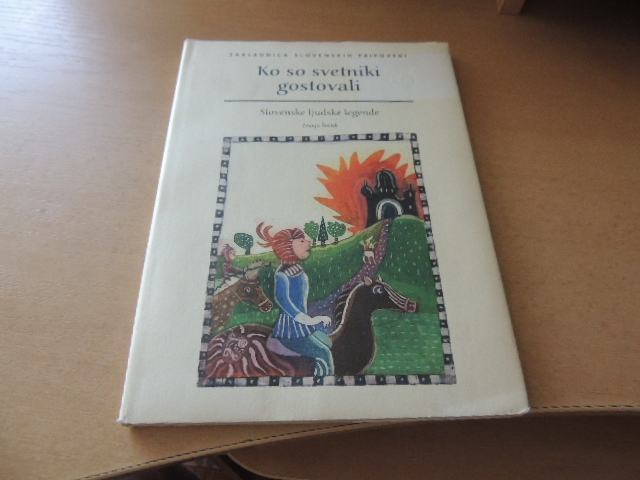 ZAKLADNICA SLOVENSKIH PRIPOVEDI
Ko so svetniki
gostovali
Slovenske ljudske legende